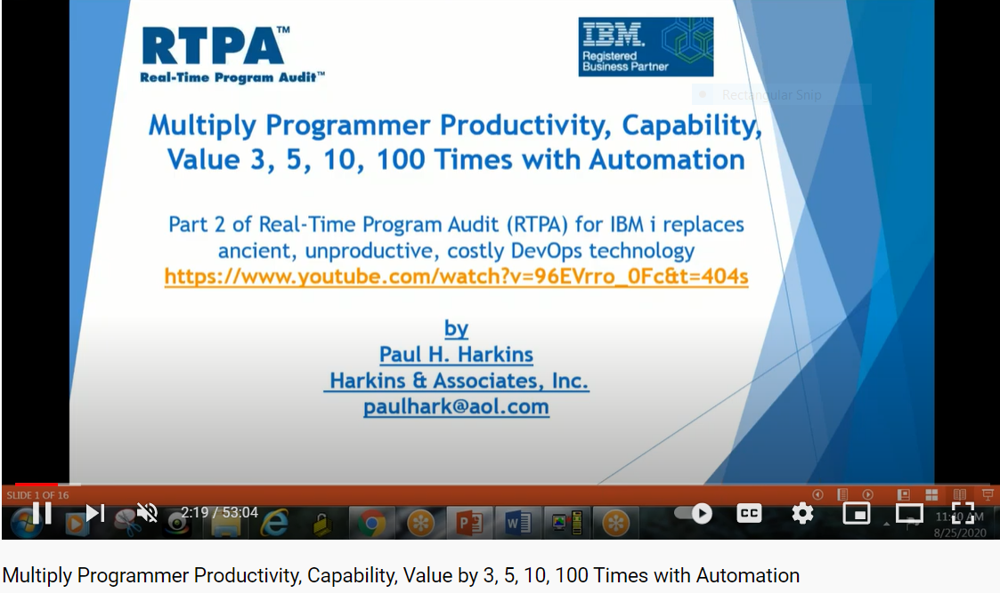 RTPA™
Real-Time Program Audit™
IBM.
Registered
Business Partner
Rectangular Snip
Multiply Programmer Productivity, Capability,
Value 3, 5, 10, 100 Times with Automation
Part 2 of Real-Time Program Audit (RTPA) for IBM i replaces
ancient, unproductive, costly DevOps technology
https://www.youtube.com/watch?v=96EVrro_0Fc&t=404s
by
Paul H. Harkins
Harkins & Associates, Inc.
paulhark@aol.com
SLIDE 1 OF 16
2:19 / 53:04
CC
11:10 AM
8/25/2020
Multiply Programmer Productivity, Capability, Value by 3, 5, 10, 100 Times with Automation